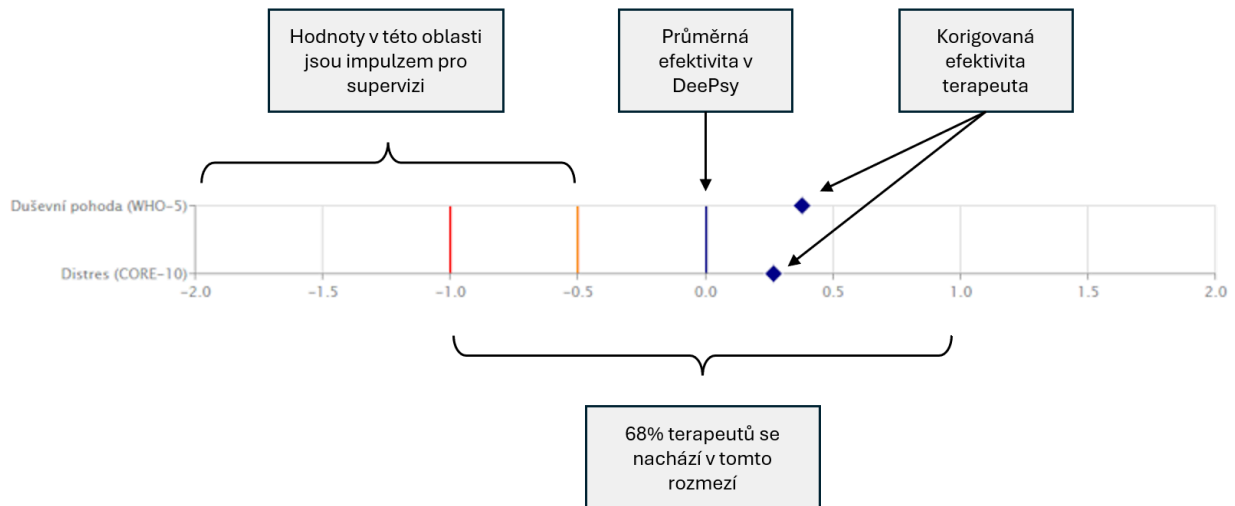 Hodnoty v této oblasti
jsou impulzem pro
supervizi
Průměrná
efektivita v
DeePsy
Korigovaná
efektivita
terapeuta
Duševní pohoda (WHO-5)
Distres (CORE-10)
-2.0 -1.5 -1.0 -0.5 0.0 0.5 1.0 1.5 2.0
68% terapeutů se
nachází v tomto
rozmezí